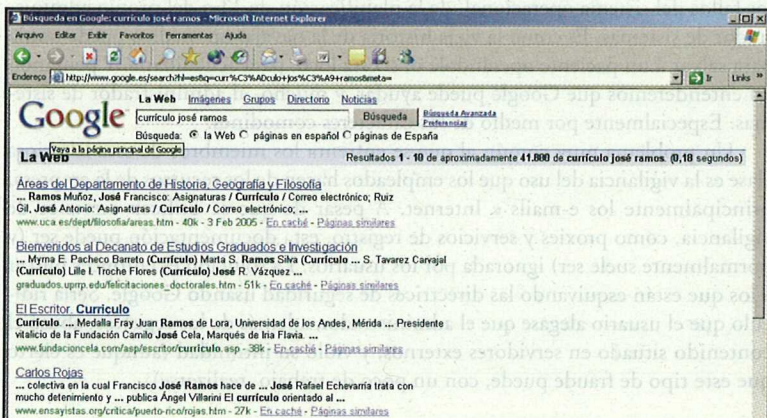 Búsqueda en Google: currículo josé ramos - Microsoft Internet Explorer
Arquivo Editar Exibir Favoritos Ferramentas Ajuda
Endereço http://www.google.es/search?hl=es&q=curr%C3%ADculo+jos%C3%A9+ramos&meta= Ir Links »
La Web Imágenes Grupos Directorio Noticias
Google currículo josé ramos Búsqueda Búsqueda Avanzada
Preferencias
Búsqueda: la Web páginas en español páginas de España
Vaya a la página principal de Google
La Web Resultados 1 - 10 de aproximadamente 41.800 de currículo josé ramos. (0,18 segundos)
Áreas del Departamento de Historia, Geografía y Filosofía
... Ramos Muñoz, José Francisco: Asignaturas / Currículo / Correo electrónico; Ruiz
Gil, José Antonio: Asignaturas / Currículo / Correo electrónico; ...
www.uca.es/dept/filosofia/areas.htm - 40k - 3 Feb 2005 - En caché - Páginas similares
Bienvenidos al Decanato de Estudios Graduados e Investigación
... Myrna E. Pacheco Barreto (Currículo) Marta S. Ramos Silva (Currículo ... S. Tavarez Carvajal
(Currículo) Lille I. Troche Flores (Currículo) José R. Vázquez ...
graduados.uprrp.edu/felicitaciones_doctorales.htm - 51k - En caché - Páginas similares
El Escritor. Curriculo
Currículo. ... Medalla Fray Juan Ramos de Lora, Universidad de los Andes, Mérida ... Presidente
vitalicio de la Fundación Camilo José Cela, Marqués de Iria Flavia. ...
www.fundacioncela.com/asp/escritor/curriculo.asp - 38k - En caché - Páginas similares
Carlos Rojas
... colectiva en la cual Francisco José Ramos hace de ... José Rafael Echevarría trata con
mucho detenimiento y ... publica Ángel Villarini El currículo orientado al ...
www.ensayistas.org/critica/puerto-rico/rojas.htm - 27k - En caché - Páginas similares